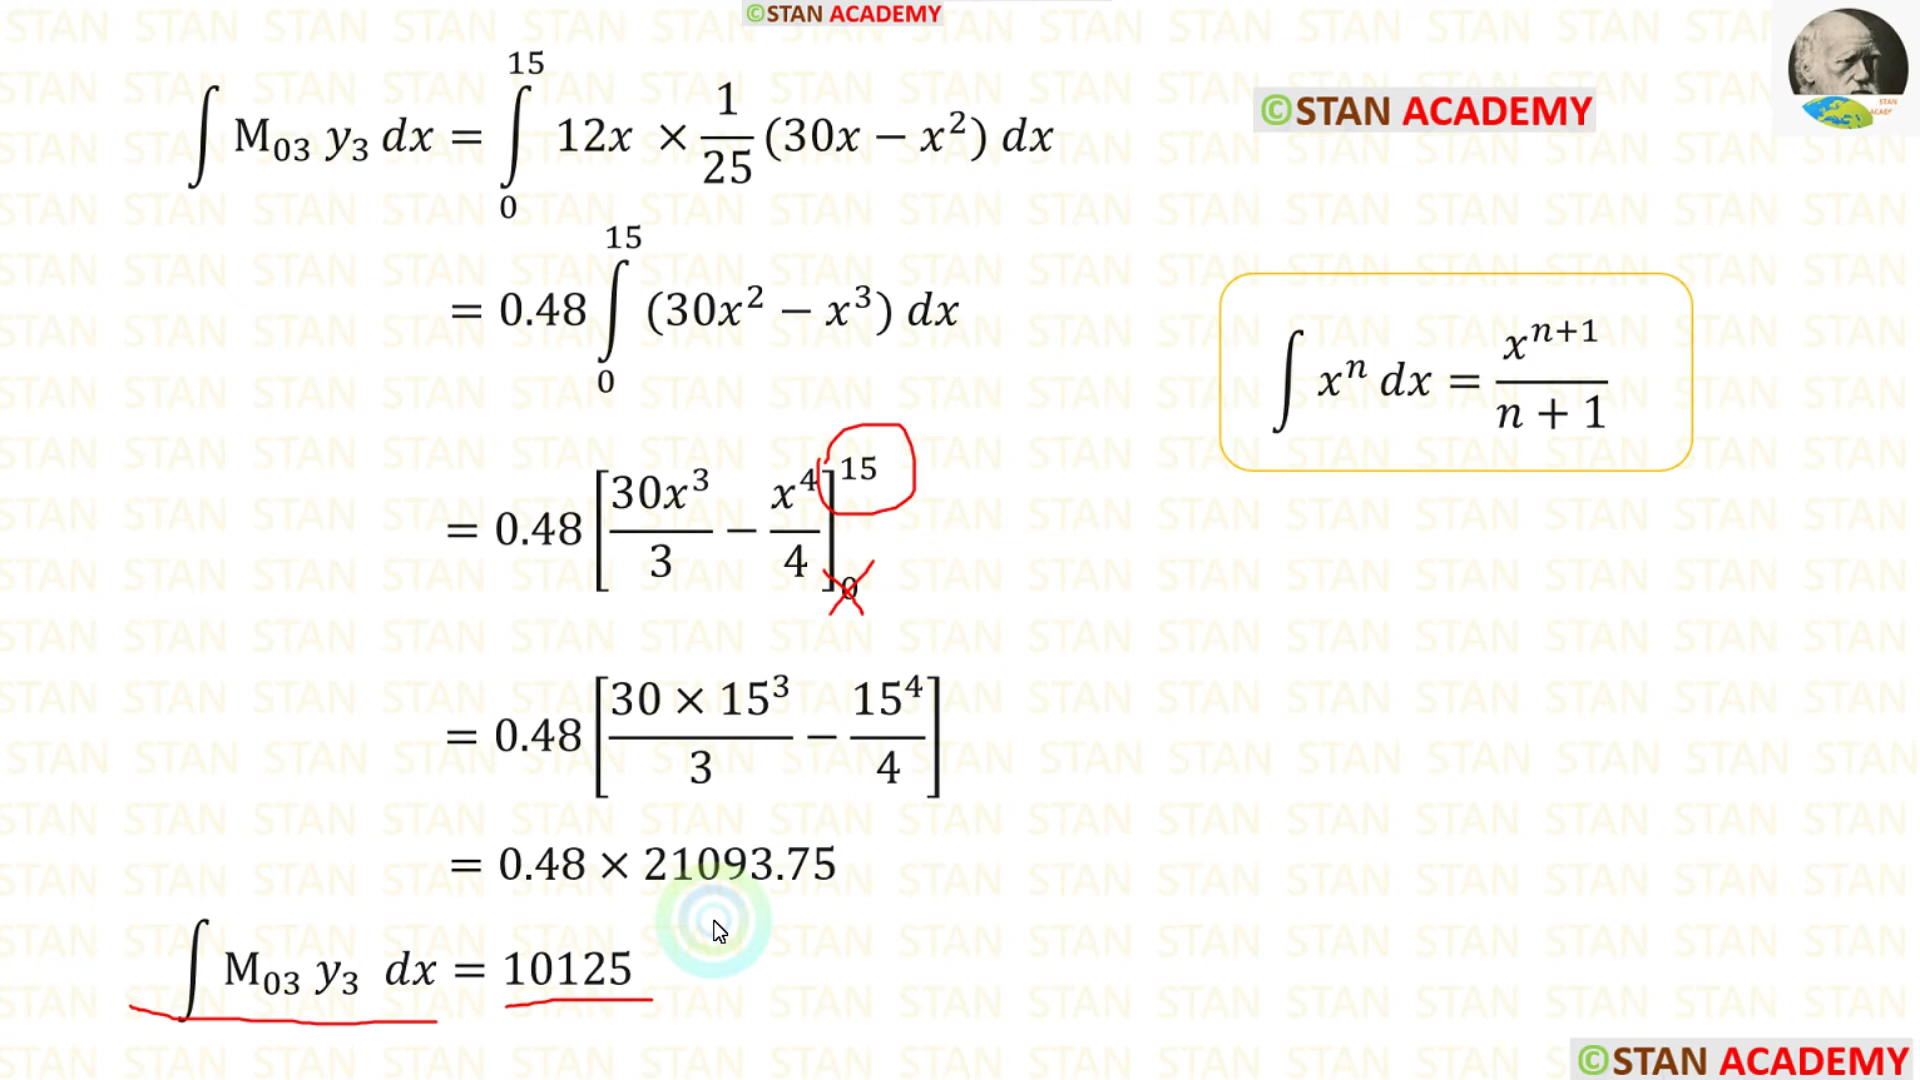 ©STAN ACADEMY
©STAN ACADEMY
STAN ACADEMY
∫ M₀₃ y₃ dx = ∫₀¹⁵ 12x × 1/25 (30x − x²) dx
= 0.48 ∫₀¹⁵ (30x² − x³) dx
∫ xⁿ dx = xⁿ⁺¹/(n + 1)
= 0.48 [30x³/3 − x⁴/4]₀¹⁵
= 0.48 [30 × 15³/3 − 15⁴/4]
= 0.48 × 21093.75
∫ M₀₃ y₃ dx = 10125
©STAN ACADEMY